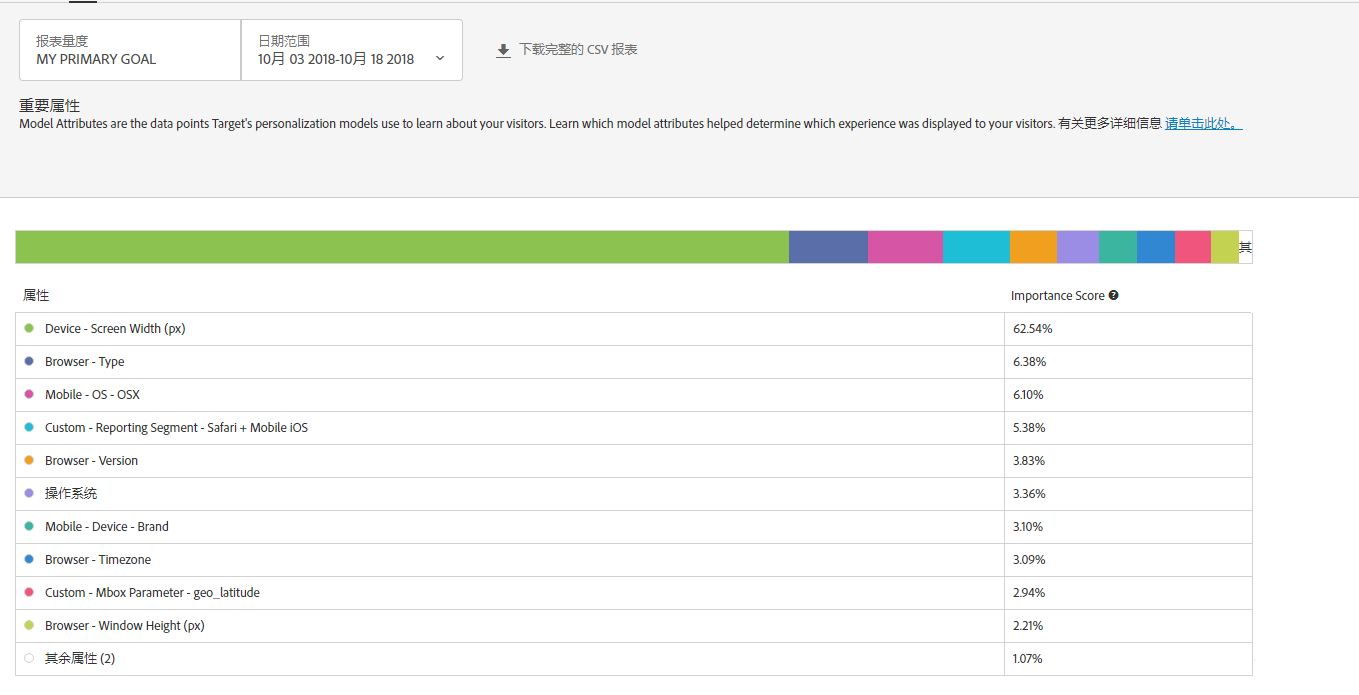 报表量度
MY PRIMARY GOAL
日期范围
10月 03 2018-10月 18 2018
下载完整的 CSV 报表
重要属性
Model Attributes are the data points Target's personalization models use to learn about your visitors. Learn which model attributes helped determine which experience was displayed to your visitors. 有关更多详细信息 请单击此处。
其
属性 Importance Score
Device - Screen Width (px) 62.54%
Browser - Type 6.38%
Mobile - OS - OSX 6.10%
Custom - Reporting Segment - Safari + Mobile iOS 5.38%
Browser - Version 3.83%
操作系统 3.36%
Mobile - Device - Brand 3.10%
Browser - Timezone 3.09%
Custom - Mbox Parameter - geo_latitude 2.94%
Browser - Window Height (px) 2.21%
其余属性 (2) 1.07%